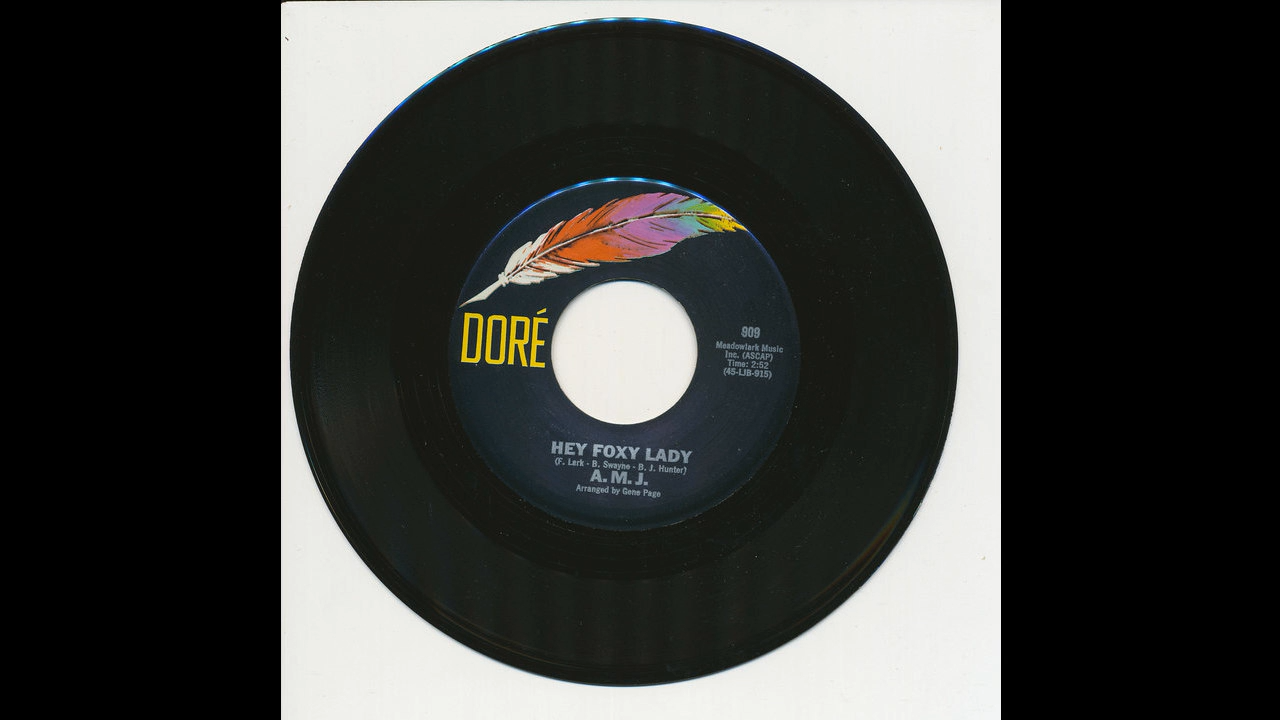 DORÉ
909
Meadowlark Music
Inc. (ASCAP)
Time: 2:52
(45-LJB-915)
HEY FOXY LADY
(F. Lark - B. Swayne - B. J. Hunter)
A. M. J.
Arranged by Gene Page